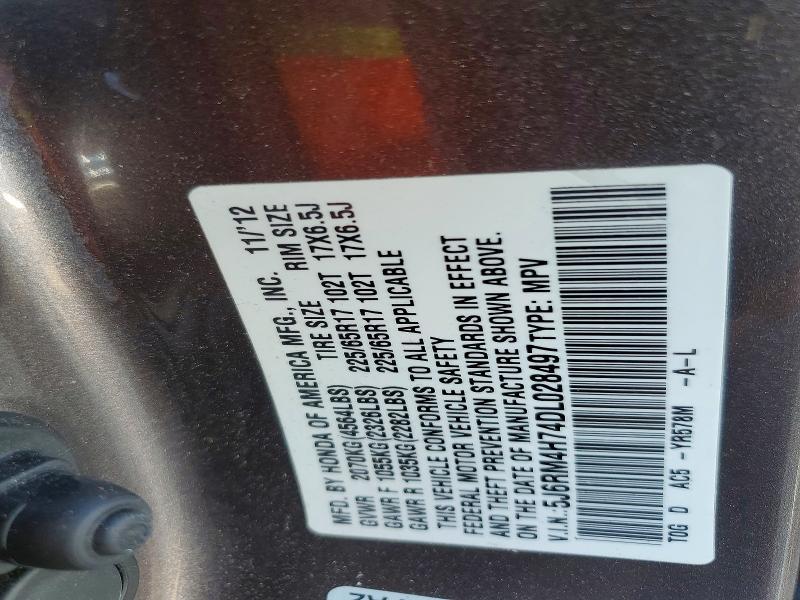 MFD. BY HONDA OF AMERICA MFG., INC. 11/'12
GVWR 2070KG(4564LBS) TIRE SIZE RIM SIZE
GAWR F 1055KG(2326LBS) 225/65R17 102T 17X6.5J
GAWR R 1035KG(2282LBS) 225/65R17 102T 17X6.5J
THIS VEHICLE CONFORMS TO ALL APPLICABLE
FEDERAL MOTOR VEHICLE SAFETY
AND THEFT PREVENTION STANDARDS IN EFFECT
ON THE DATE OF MANUFACTURE SHOWN ABOVE.
V.I.N.:5J6RM4H74DL028497 TYPE: MPV
TOG D AC5 -YR578M -A-L